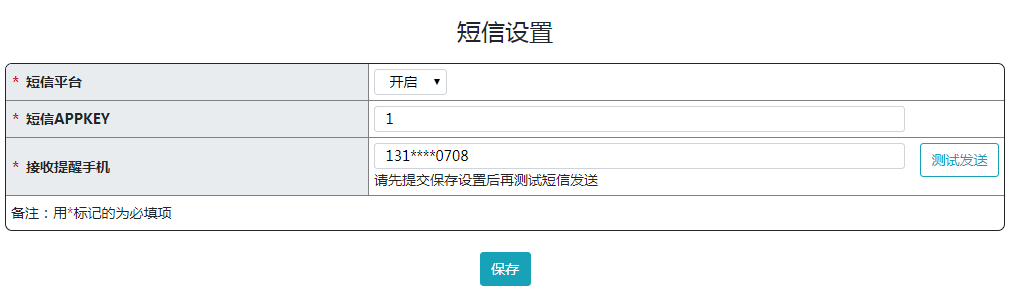 短信设置
* 短信平台
开启
* 短信APPKEY
1
* 接收提醒手机
131****0708
测试发送
请先提交保存设置后再测试短信发送
备注：用*标记的为必填项
保存